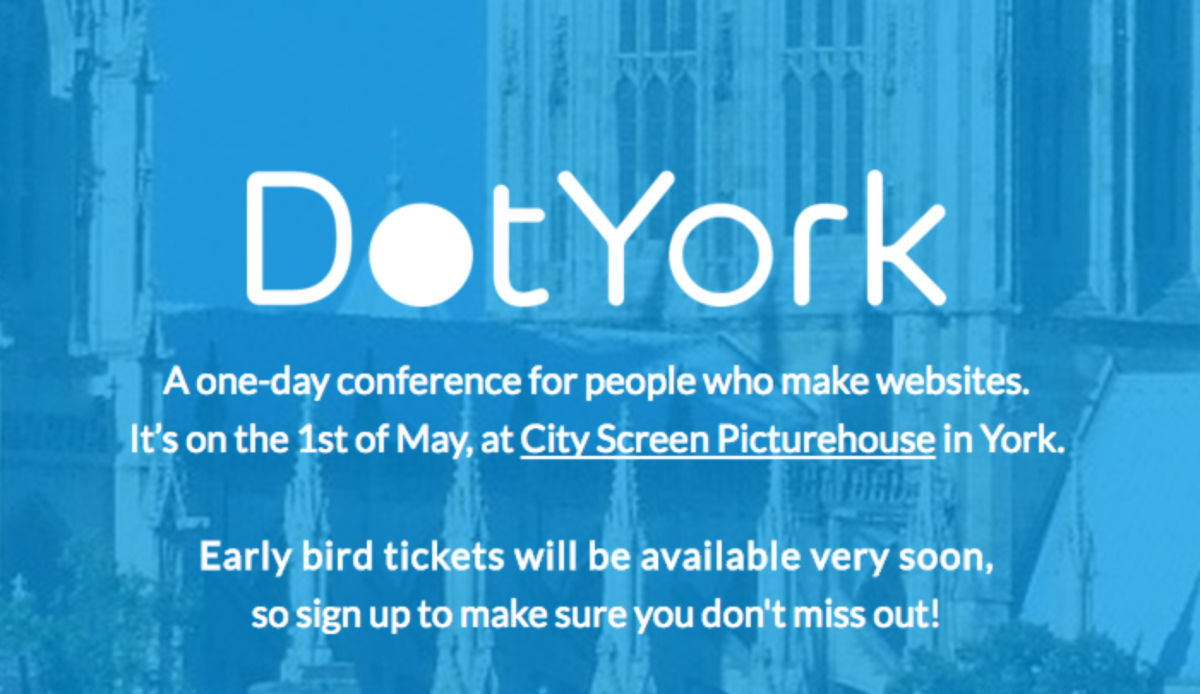 DotYork
A one-day conference for people who make websites.
It’s on the 1st of May, at City Screen Picturehouse in York.
Early bird tickets will be available very soon,
so sign up to make sure you don't miss out!